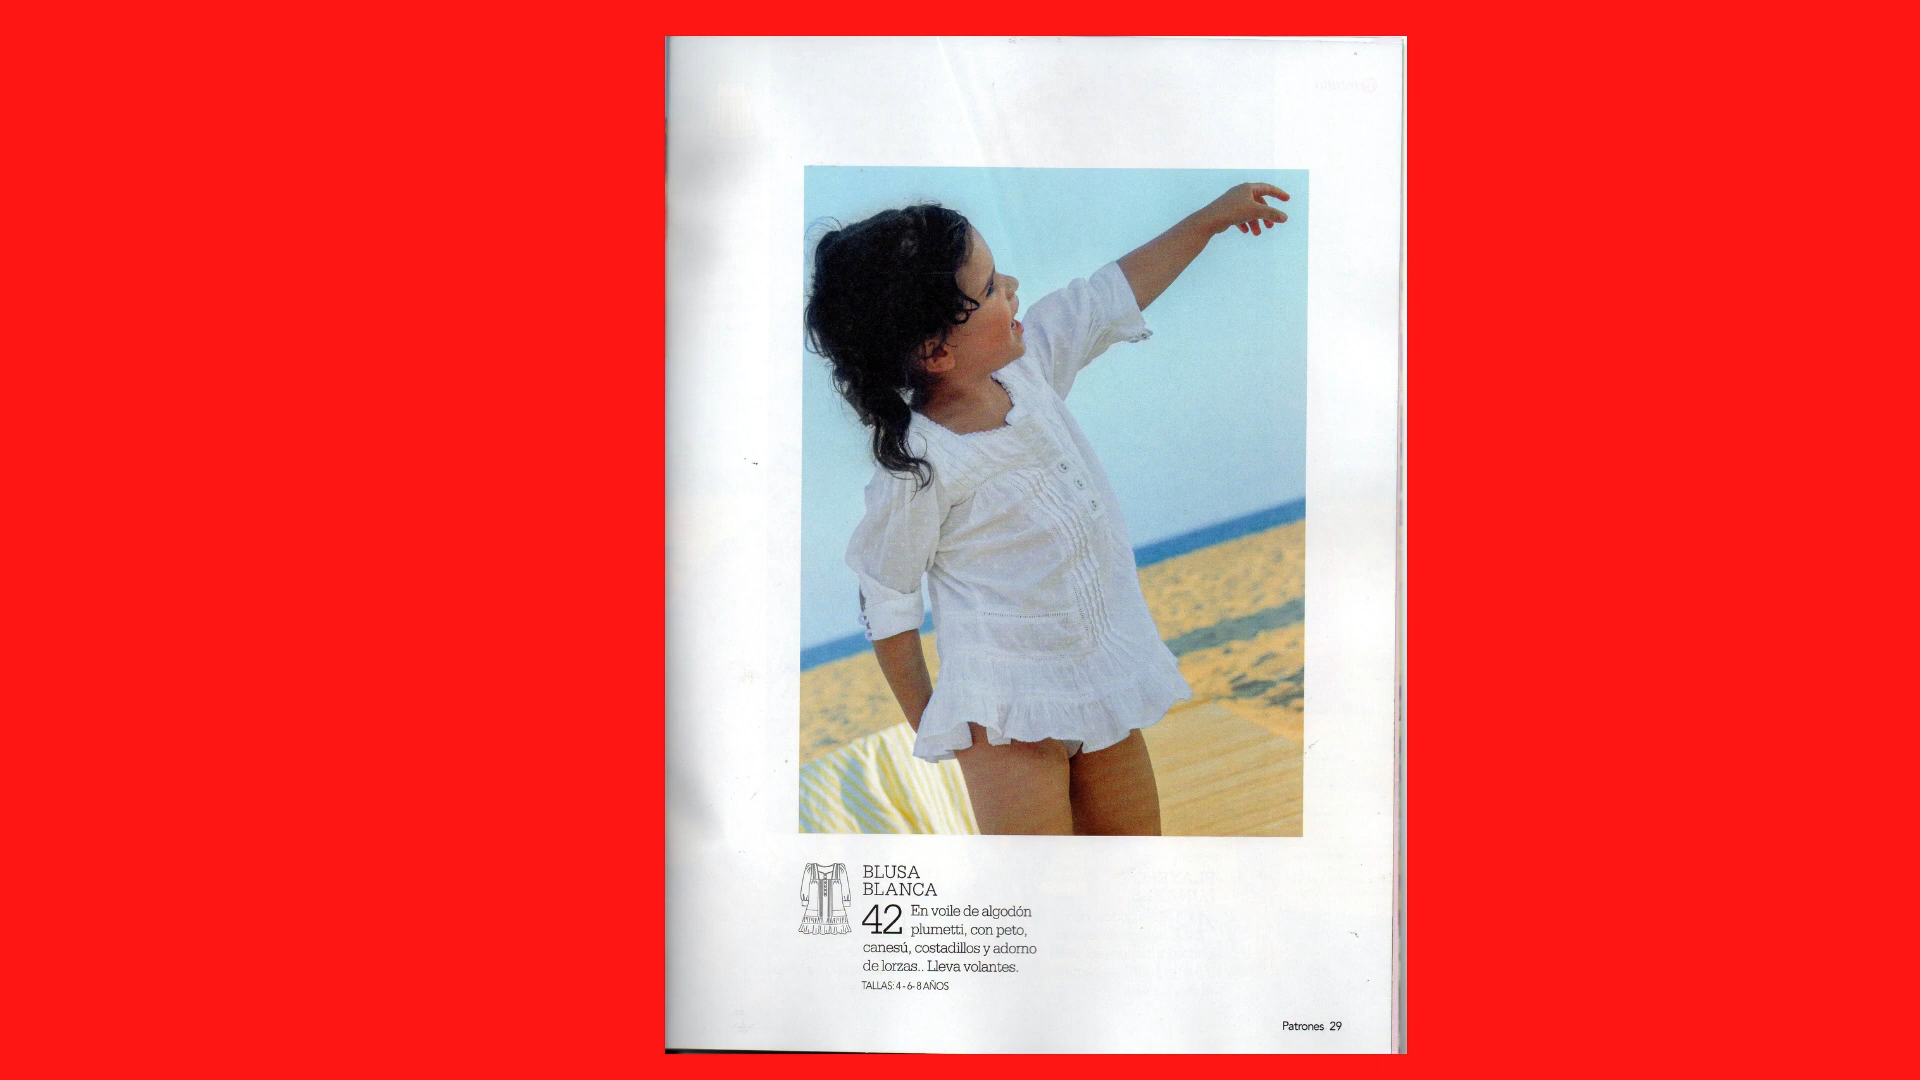 BLUSA
BLANCA
42 En voile de algodón
plumetti, con peto,
canesú, costadillos y adorno
de lorzas.. Lleva volantes.
TALLAS: 4 - 6- 8 AÑOS
Patrones 29